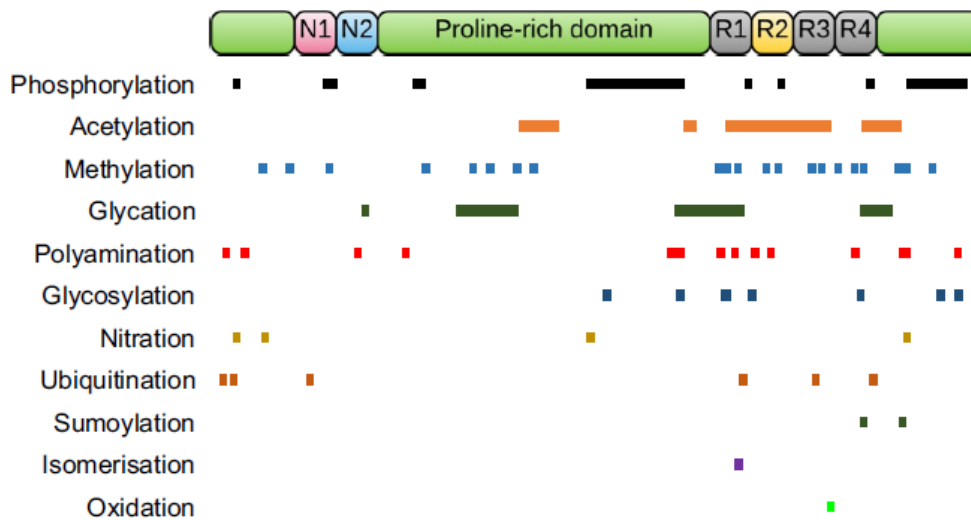 N1 N2 Proline-rich domain R1 R2 R3 R4
Phosphorylation
Acetylation
Methylation
Glycation
Polyamination
Glycosylation
Nitration
Ubiquitination
Sumoylation
Isomerisation
Oxidation